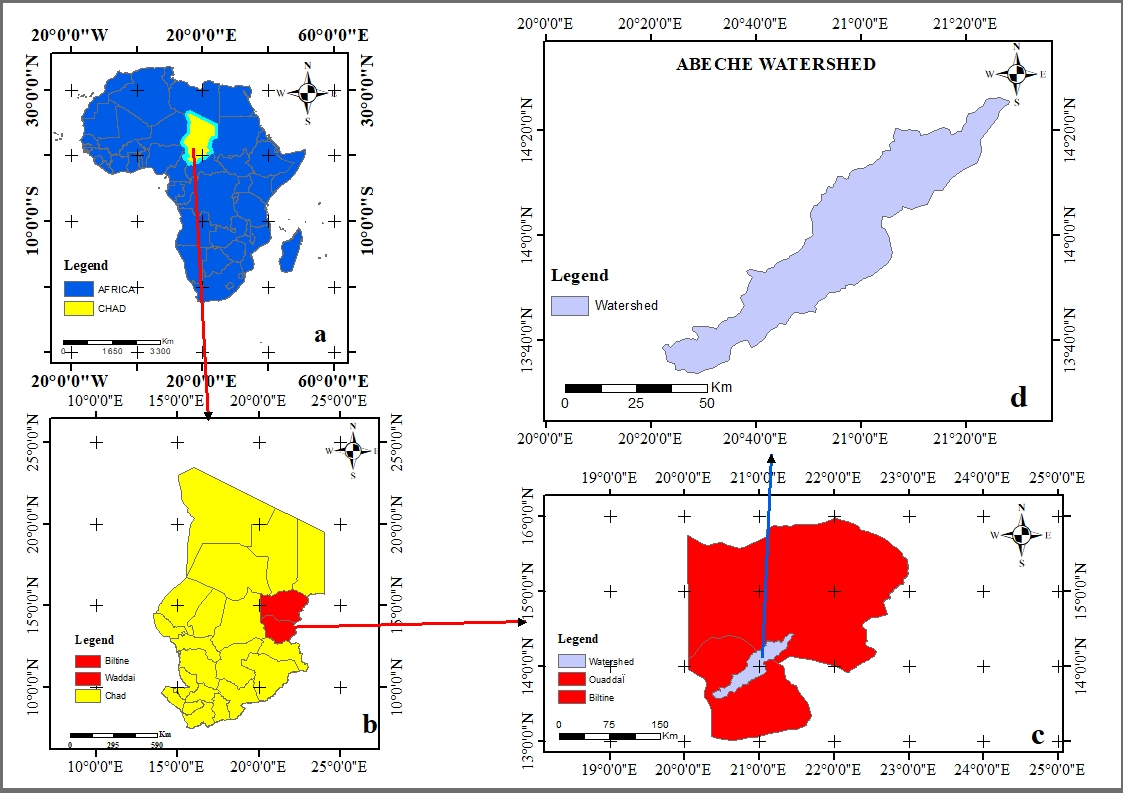 20°0'0"W 20°0'0"E 60°0'0"E
30°0'0"N 30°0'0"N
N
W E
S
10°0'0"S 10°0'0"S
Legend
AFRICA
CHAD
Km
0 1650 3300
a
20°0'0"W 20°0'0"E 60°0'0"E
10°0'0"E 15°0'0"E 20°0'0"E 25°0'0"E
25°0'0"N 25°0'0"N
N
W E
S
20°0'0"N 20°0'0"N
15°0'0"N 15°0'0"N
10°0'0"N 10°0'0"N
Legend
Biltine
Waddai
Chad
Km
0 295 590
b
10°0'0"E 15°0'0"E 20°0'0"E 25°0'0"E
20°0'0"E 20°20'0"E 20°40'0"E 21°0'0"E 21°20'0"E
ABECHE WATERSHED
N
W E
S
14°20'0"N 14°20'0"N
14°0'0"N 14°0'0"N
13°40'0"N 13°40'0"N
Legend
Watershed
Km
0 25 50
d
20°0'0"E 20°20'0"E 20°40'0"E 21°0'0"E 21°20'0"E
19°0'0"E 20°0'0"E 21°0'0"E 22°0'0"E 23°0'0"E 24°0'0"E 25°0'0"E
16°0'0"N 16°0'0"N
N
W E
S
15°0'0"N 15°0'0"N
14°0'0"N 14°0'0"N
13°0'0"N
Legend
Watershed
Ouaddaï
Biltine
0 75 150
Km
c
19°0'0"E 20°0'0"E 21°0'0"E 22°0'0"E 23°0'0"E 24°0'0"E 25°0'0"E